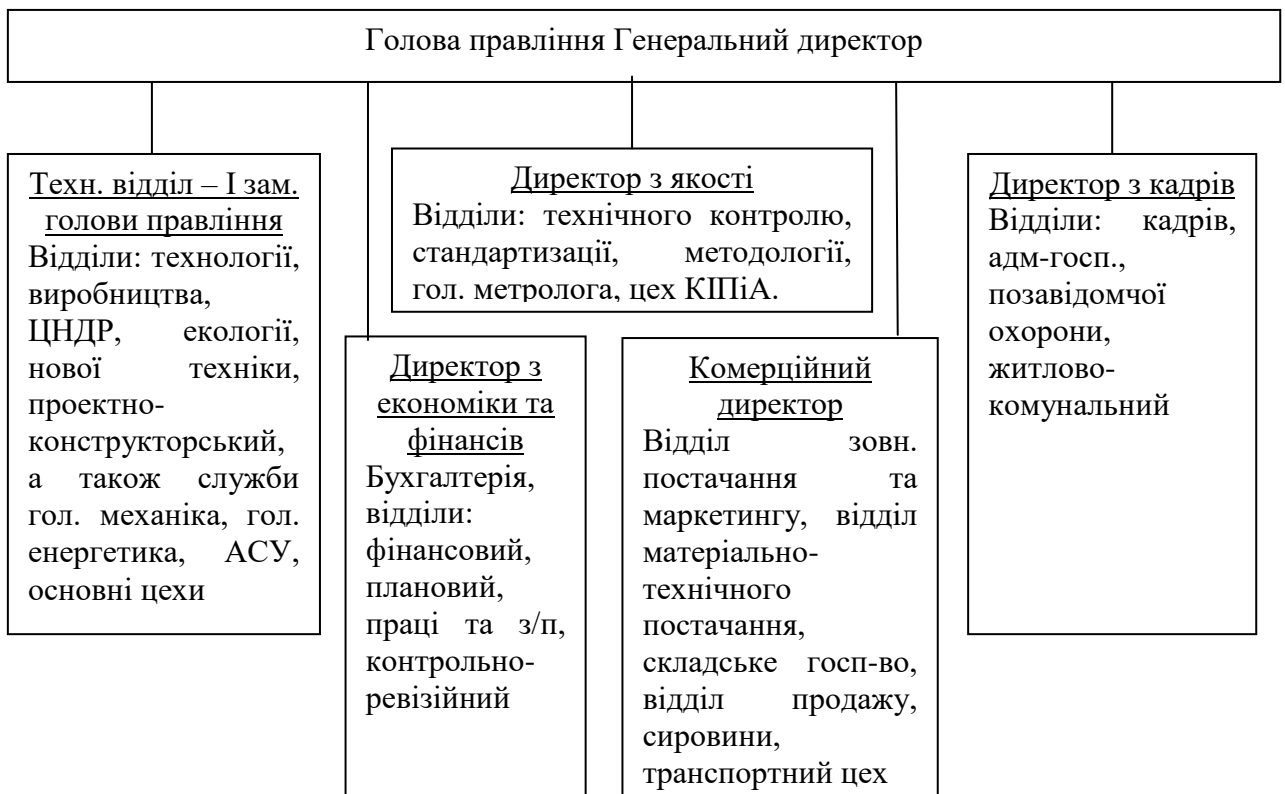 Голова правління Генеральний директор
Техн. відділ – І зам.
голови правління
Відділи: технології,
виробництва,
ЦНДР, екології,
нової техніки,
проектно-
конструкторський,
а також служби
гол. механіка, гол.
енергетика, АСУ,
основні цехи
Директор з якості
Відділи: технічного контролю,
стандартизації, методології,
гол. метролога, цех КІПіА.
Директор з
економіки та
фінансів
Бухгалтерія,
відділи:
фінансовий,
плановий,
праці та з/п,
контрольно-
ревізійний
Комерційний
директор
Відділ зовн.
постачання та
маркетингу, відділ
матеріально-
технічного
постачання,
складське госп-во,
відділ продажу,
сировини,
транспортний цех
Директор з кадрів
Відділи: кадрів,
адм-госп.,
позавідомчої
охорони,
житлово-
комунальний